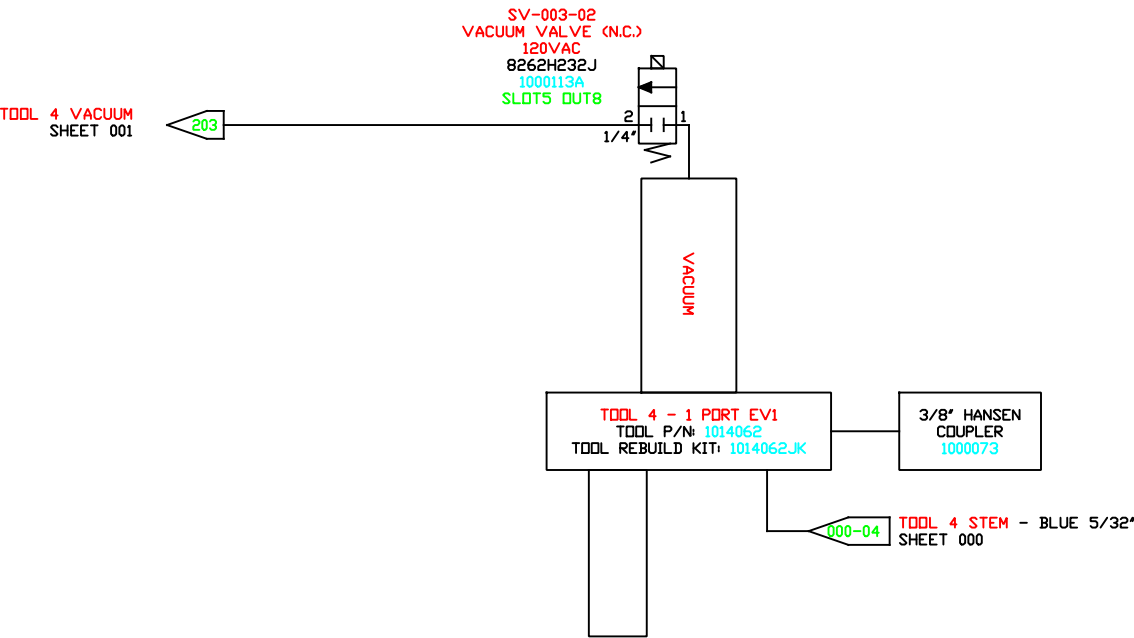 SV-003-02
VACUUM VALVE (N.C.)
120VAC
8262H232J
1000113A
SLOT5 OUT8
TOOL 4 VACUUM
SHEET 001
203
2
1
1/4"
VACUUM
TOOL 4 - 1 PORT EV1
TOOL P/N: 1014062
TOOL REBUILD KIT: 1014062JK
3/8" HANSEN
COUPLER
1000073
000-04
TOOL 4 STEM - BLUE 5/32"
SHEET 000